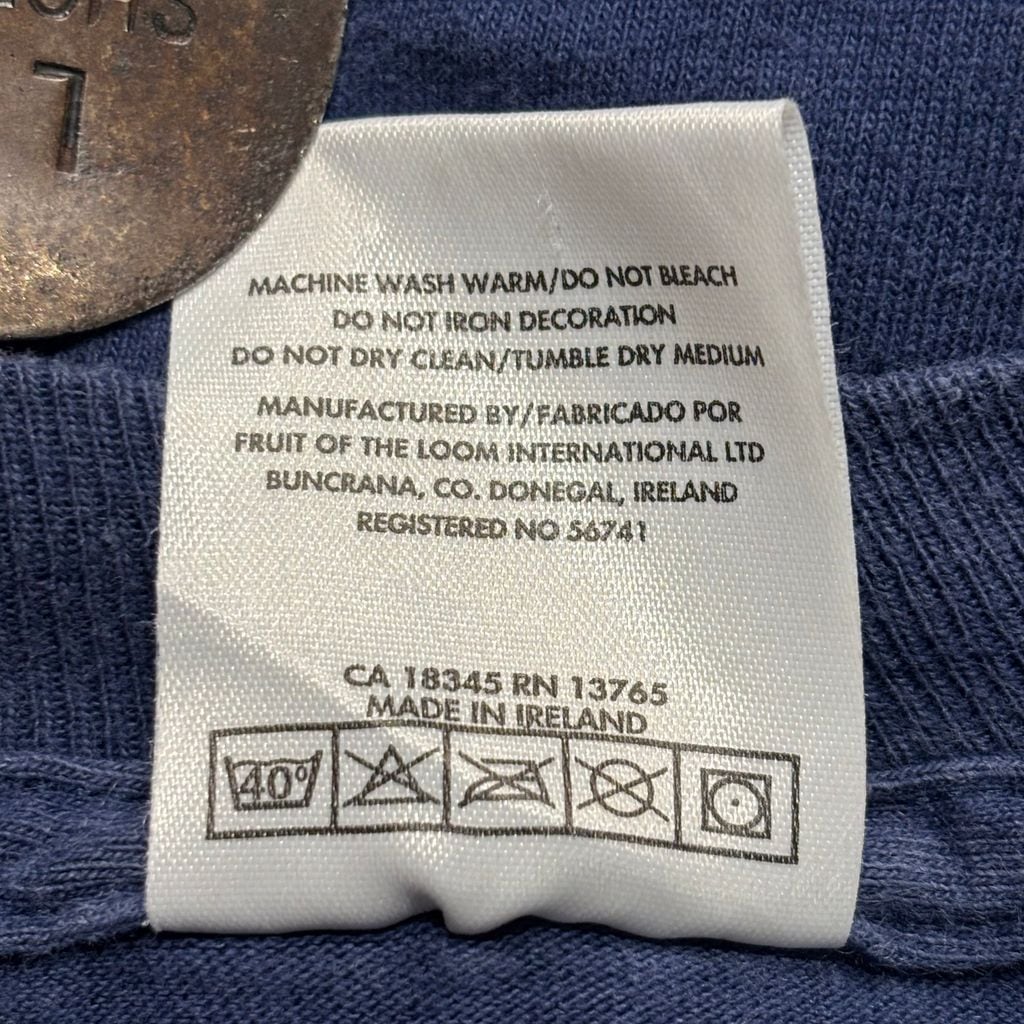 7
MACHINE WASH WARM/DO NOT BLEACH
DO NOT IRON DECORATION
DO NOT DRY CLEAN/TUMBLE DRY MEDIUM
MANUFACTURED BY/FABRICADO POR
FRUIT OF THE LOOM INTERNATIONAL LTD
BUNCRANA, CO. DONEGAL, IRELAND
REGISTERED NO 56741
CA 18345 RN 13765
MADE IN IRELAND
40°